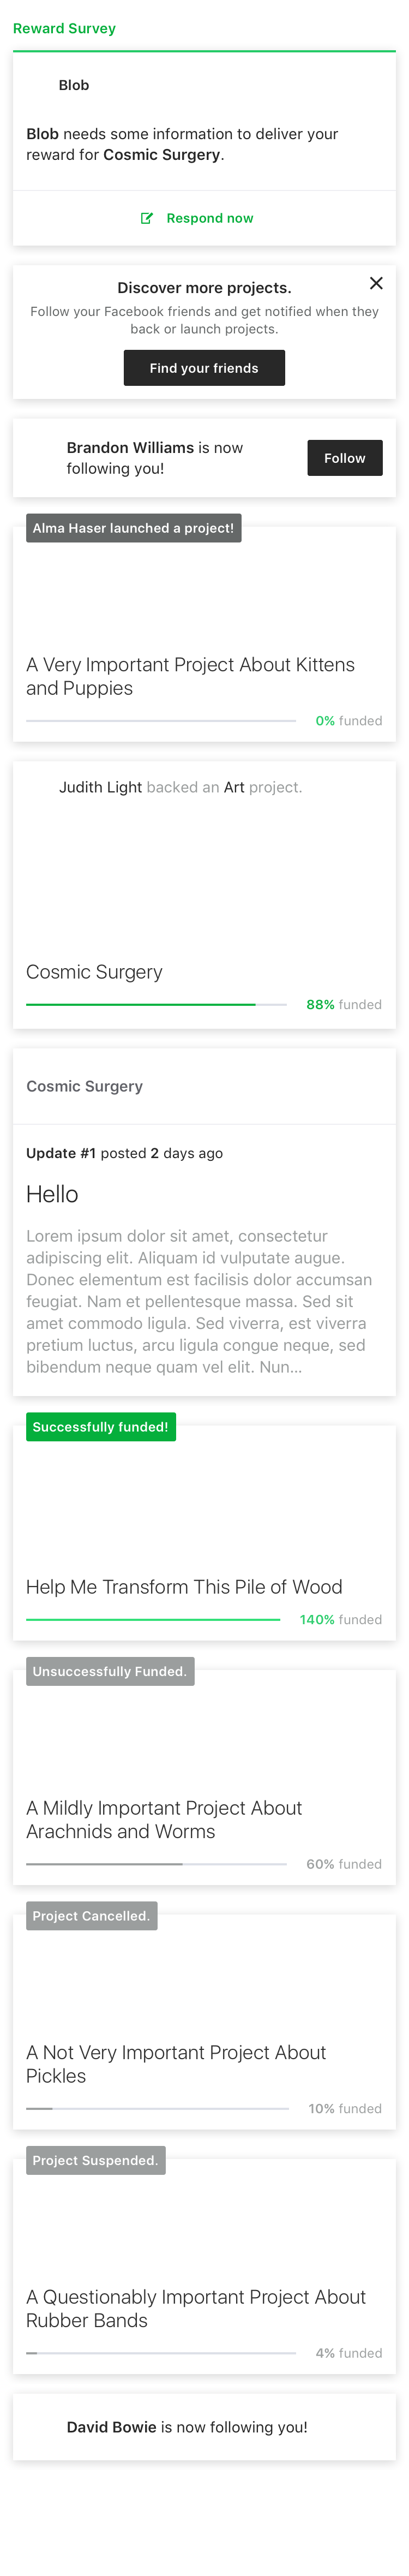 Reward Survey
Blob
Blob needs some information to deliver your
reward for Cosmic Surgery.
Respond now
Discover more projects.
Follow your Facebook friends and get notified when they
back or launch projects.
Find your friends
Brandon Williams is now
following you!
Follow
Alma Haser launched a project!
A Very Important Project About Kittens
and Puppies
0% funded
Judith Light backed an Art project.
Cosmic Surgery
88% funded
Cosmic Surgery
Update #1 posted 2 days ago
Hello
Lorem ipsum dolor sit amet, consectetur
adipiscing elit. Aliquam id vulputate augue.
Donec elementum est facilisis dolor accumsan
feugiat. Nam et pellentesque massa. Sed sit
amet commodo ligula. Sed viverra, est viverra
pretium luctus, arcu ligula congue neque, sed
bibendum neque quam vel elit. Nun...
Successfully funded!
Help Me Transform This Pile of Wood
140% funded
Unsuccessfully Funded.
A Mildly Important Project About
Arachnids and Worms
60% funded
Project Cancelled.
A Not Very Important Project About
Pickles
10% funded
Project Suspended.
A Questionably Important Project About
Rubber Bands
4% funded
David Bowie is now following you!